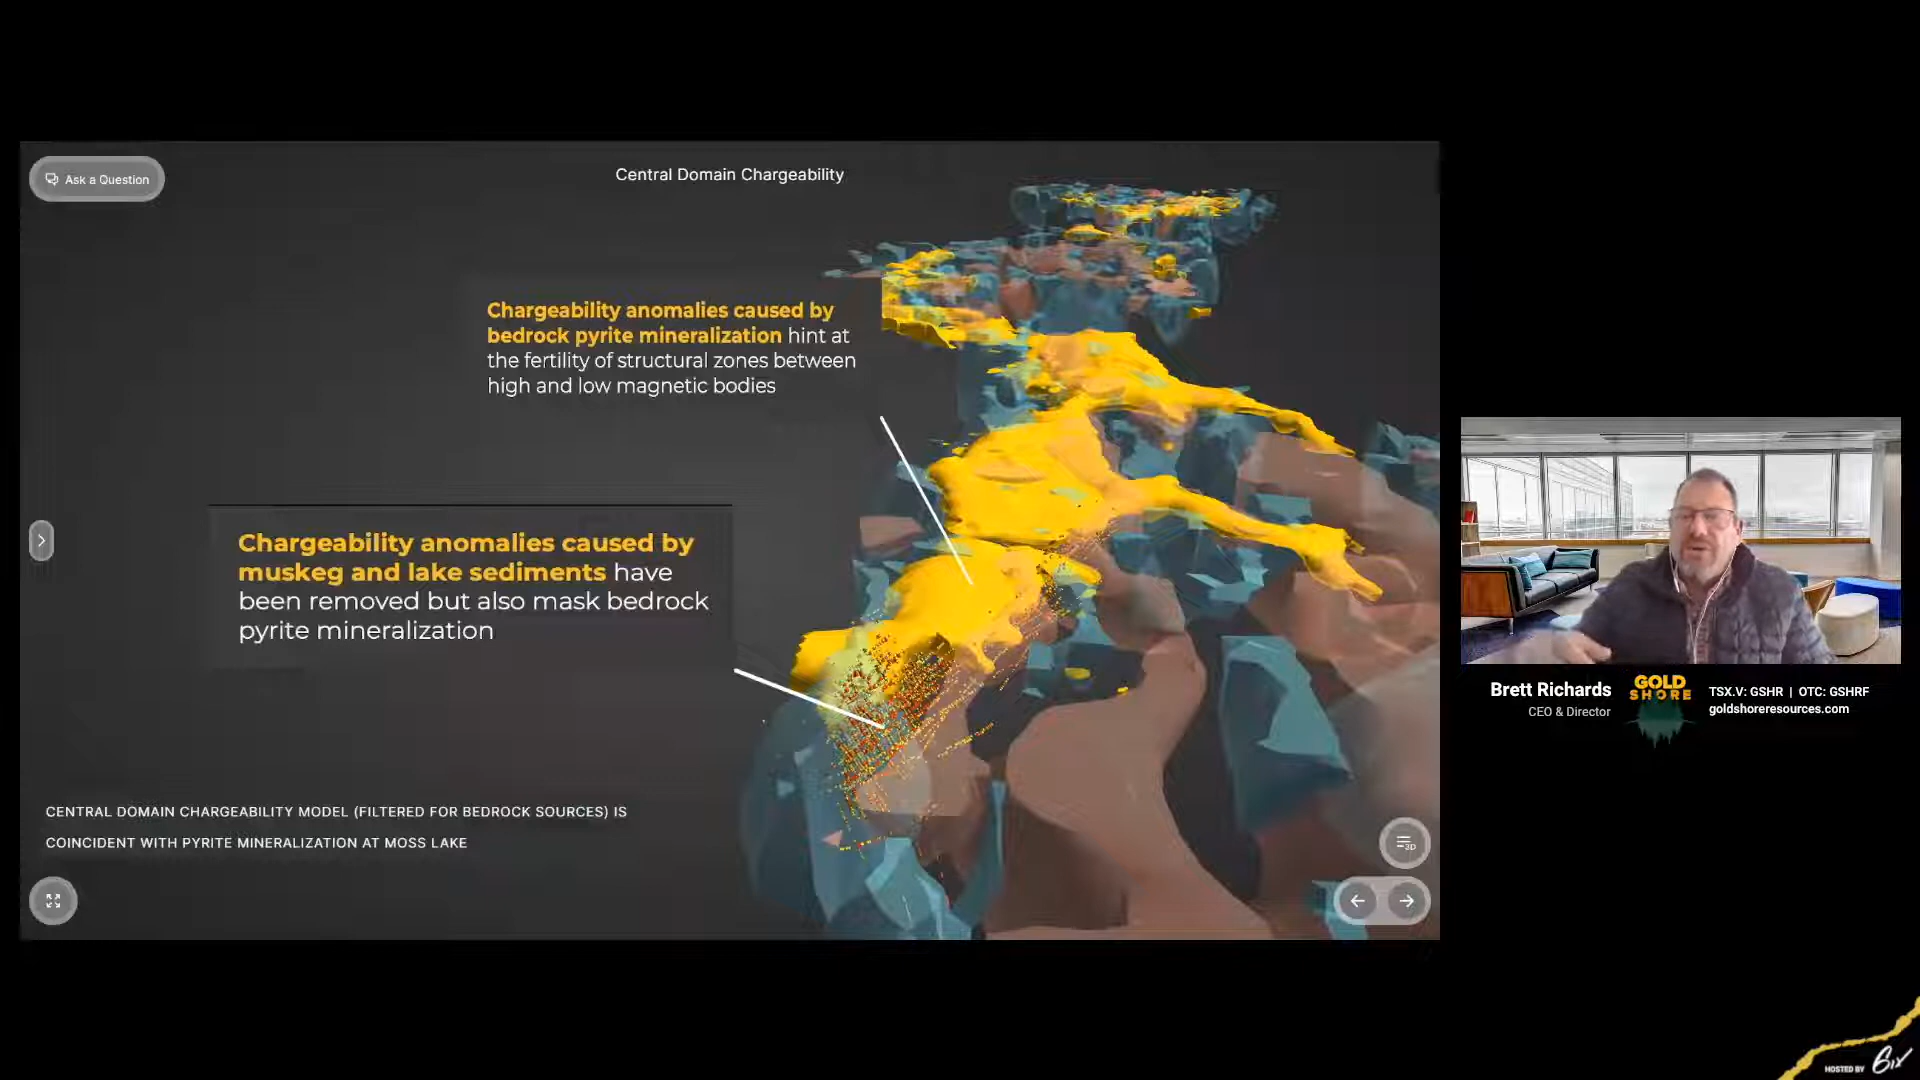 Ask a Question
Central Domain Chargeability
Chargeability anomalies caused by
bedrock pyrite mineralization hint at
the fertility of structural zones between
high and low magnetic bodies
Chargeability anomalies caused by
muskeg and lake sediments have
been removed but also mask bedrock
pyrite mineralization
CENTRAL DOMAIN CHARGEABILITY MODEL (FILTERED FOR BEDROCK SOURCES) IS
COINCIDENT WITH PYRITE MINERALIZATION AT MOSS LAKE
3D
Brett Richards
CEO & Director
GOLD
SHORE
TSX.V: GSHR | OTC: GSHRF
goldshoreresources.com
HOSTED BY 6ix